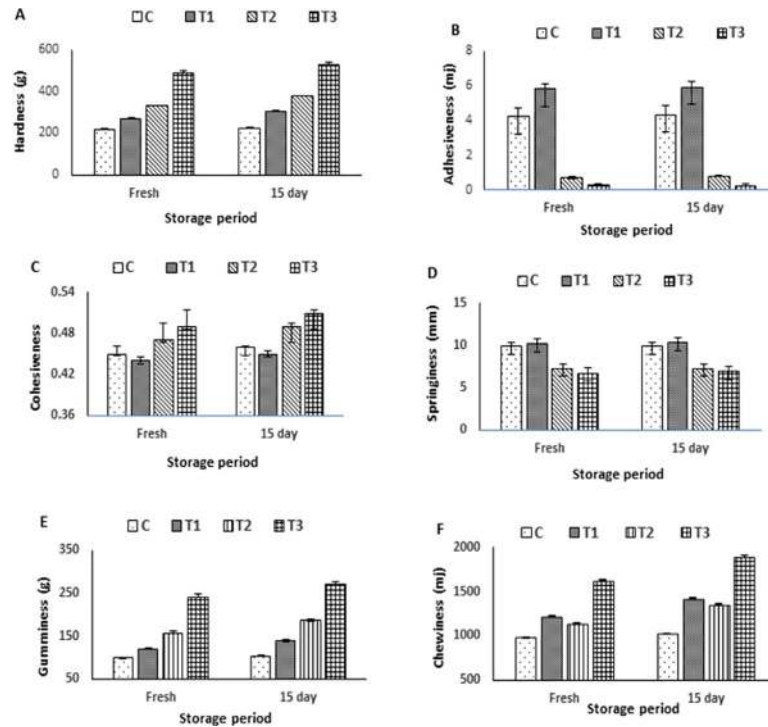 A
C T1 T2 T3
600
400
200
0
Hardness (g)
Fresh 15 day
Storage period
B
C T1 T2 T3
8
6
4
2
0
Adhesiveness (mj)
Fresh 15 day
Storage period
C
C T1 T2 T3
0.54
0.48
0.42
0.36
Cohesiveness
Fresh 15 day
Storage period
D
C T1 T2 T3
15
10
5
0
Springiness (mm)
Fresh 15 day
Storage period
E
C T1 T2 T3
350
250
150
50
Gumminess (g)
Fresh 15 day
Storage period
F
C T1 T2 T3
2000
1500
1000
500
Chewiness (mj)
Fresh 15 day
Storage period